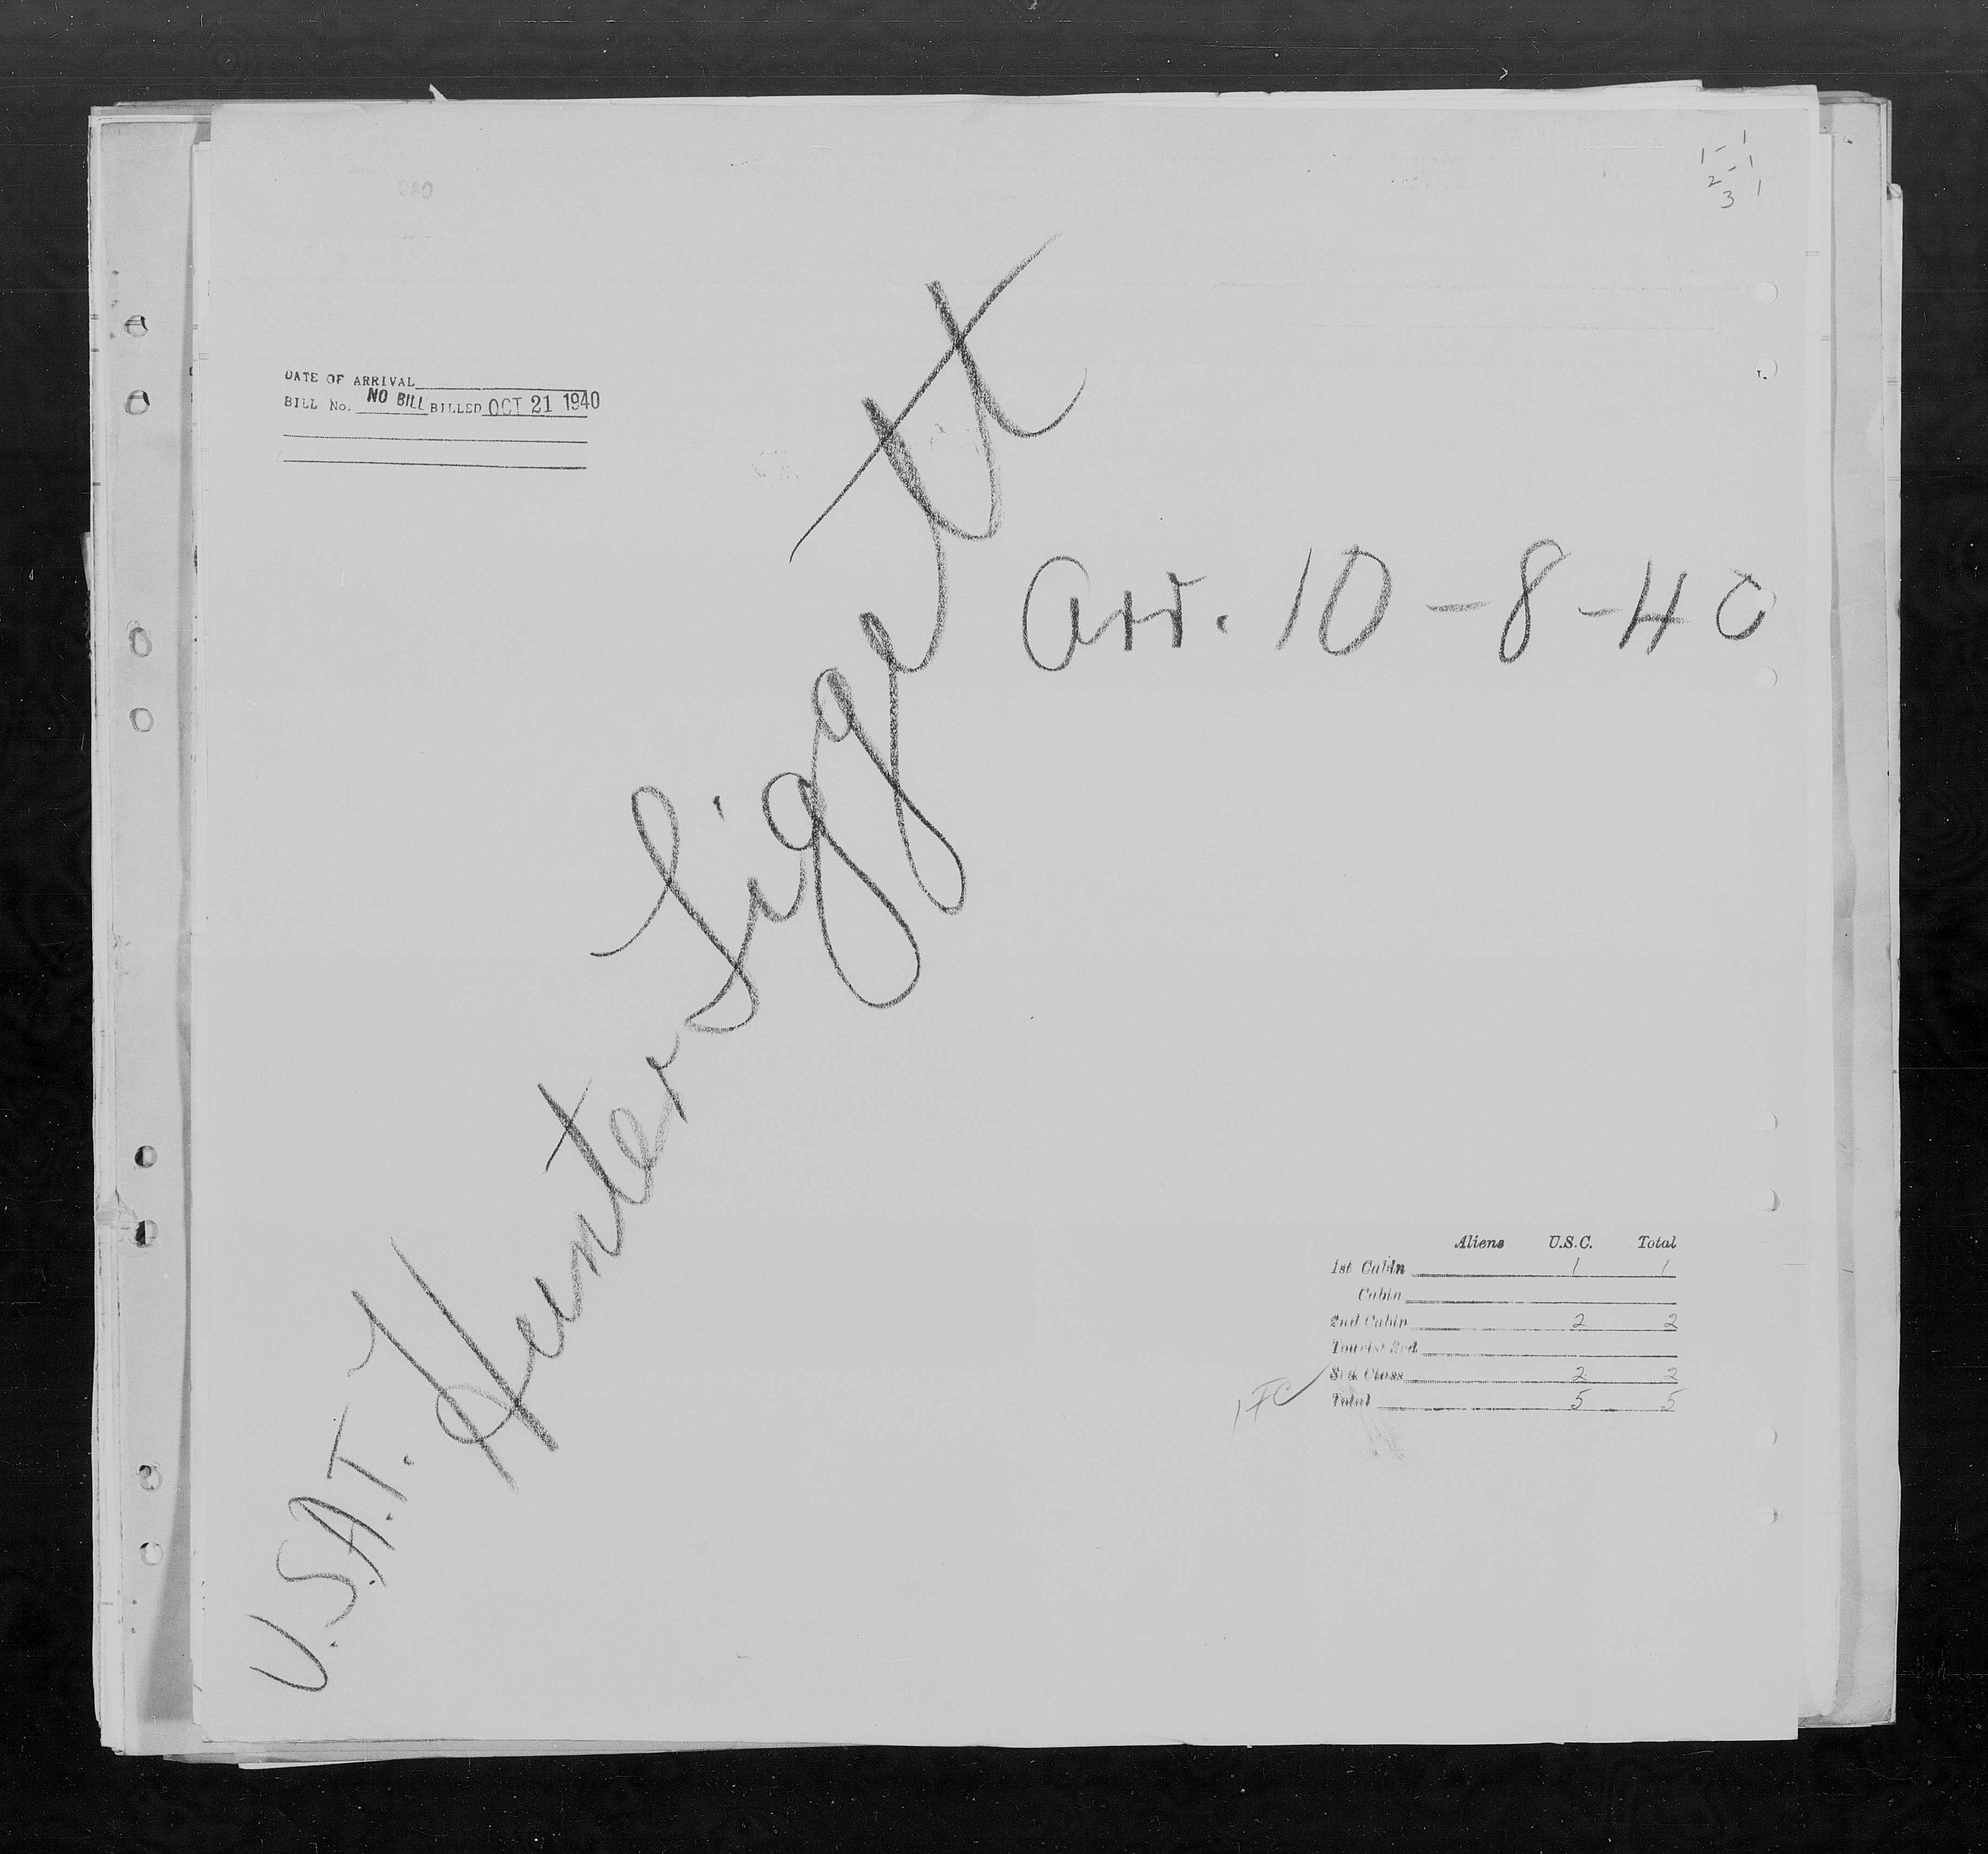 1 - 1
2 - 1
3 1
DATE OF ARRIVAL
BILL No. NO BILL BILLED OCT 21 1940
U.S.A.T. Hunter Liggett
Arr. 10-8-40
Aliens U.S.C. Total
1st Cabin 1 1
Cabin
2nd Cabin 2 2
Tourist 3rd
3rd Class 2 2
Total 5 5